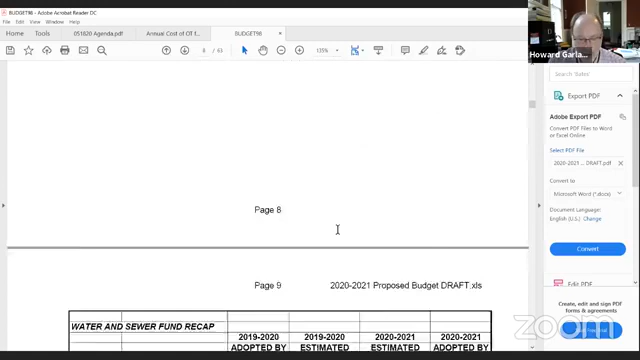 BUDGET96 - Adobe Acrobat Reader DC
File Edit View Window Help
Home Tools 051820 Agenda.pdf Annual Cost of OT f... BUDGET96 ×
8 / 63 135%
Howard Garla...
Search 'Bates'
Export PDF
Adobe Export PDF
Convert PDF Files to Word
or Excel Online
Select PDF File
2020-2021 ... DRAFT.pdf ×
Convert to
Microsoft Word (*.docx)
Document Language:
English (U.S.) Change
Convert
Edit PDF
Create, edit and sign PDF
forms & agreements
zoom
Page 8
Page 9 2020-2021 Proposed Budget DRAFT.xls
WATER AND SEWER FUND RECAP
2019-2020 2019-2020 2020-2021 2020-2021
ADOPTED BY ESTIMATED ESTIMATED ADOPTED BY